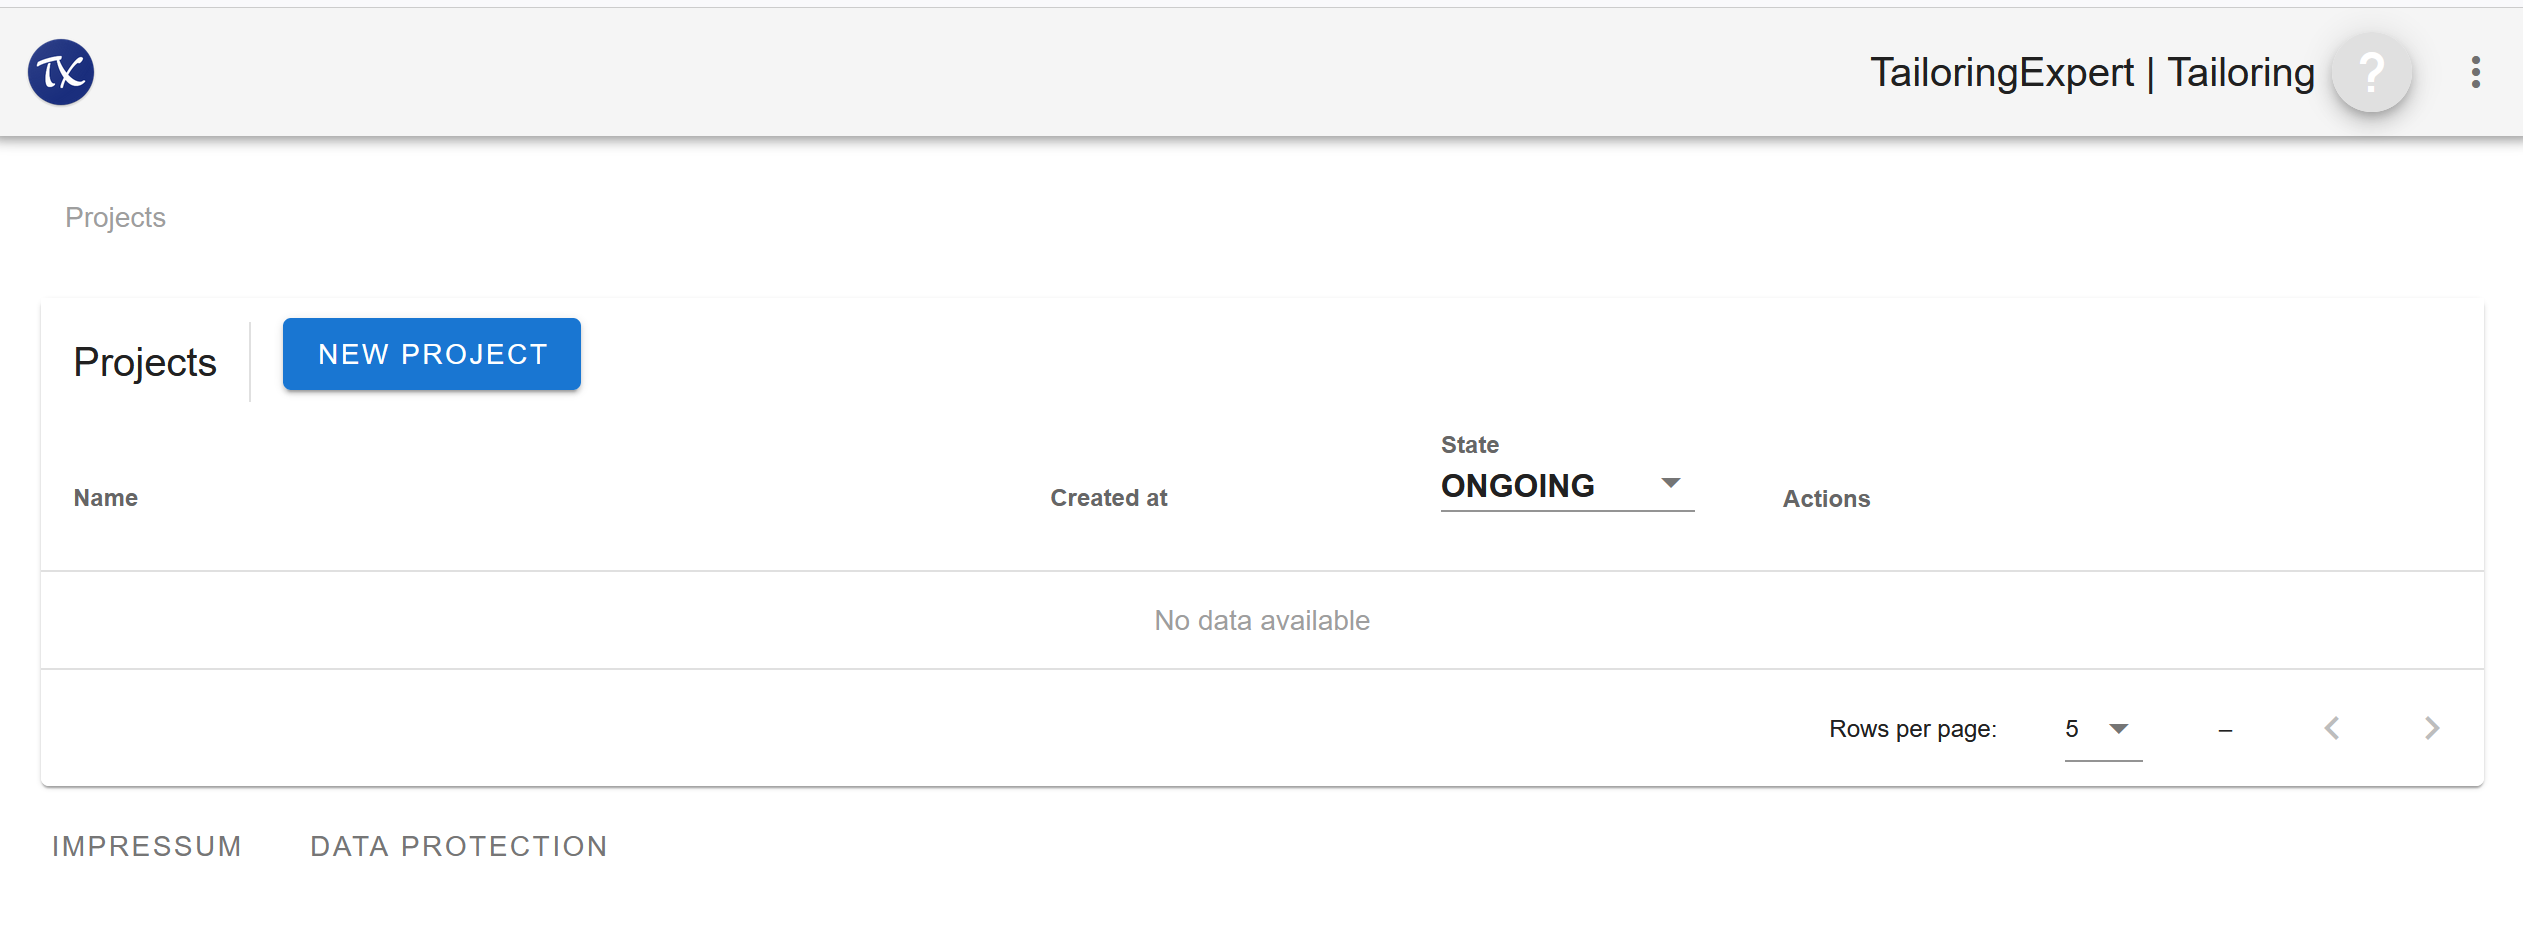 TX
TailoringExpert | Tailoring ?
Projects
Projects NEW PROJECT
Name Created at State ONGOING Actions
No data available
Rows per page: 5 –
IMPRESSUM DATA PROTECTION